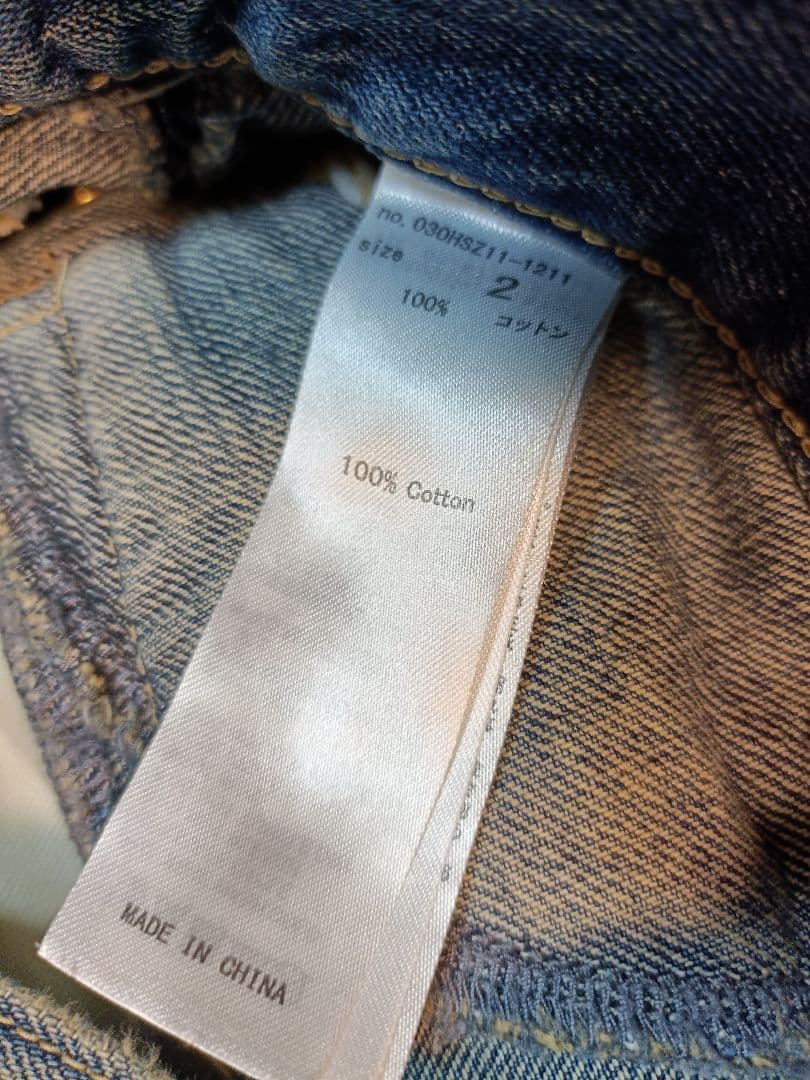 no. 030HSZ11-1211
size 2
100% コットン
100% Cotton
MADE IN CHINA